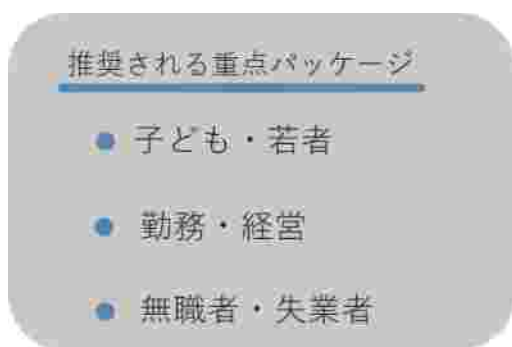 推奨される重点パッケージ
子ども・若者
勤務・経営
無職者・失業者